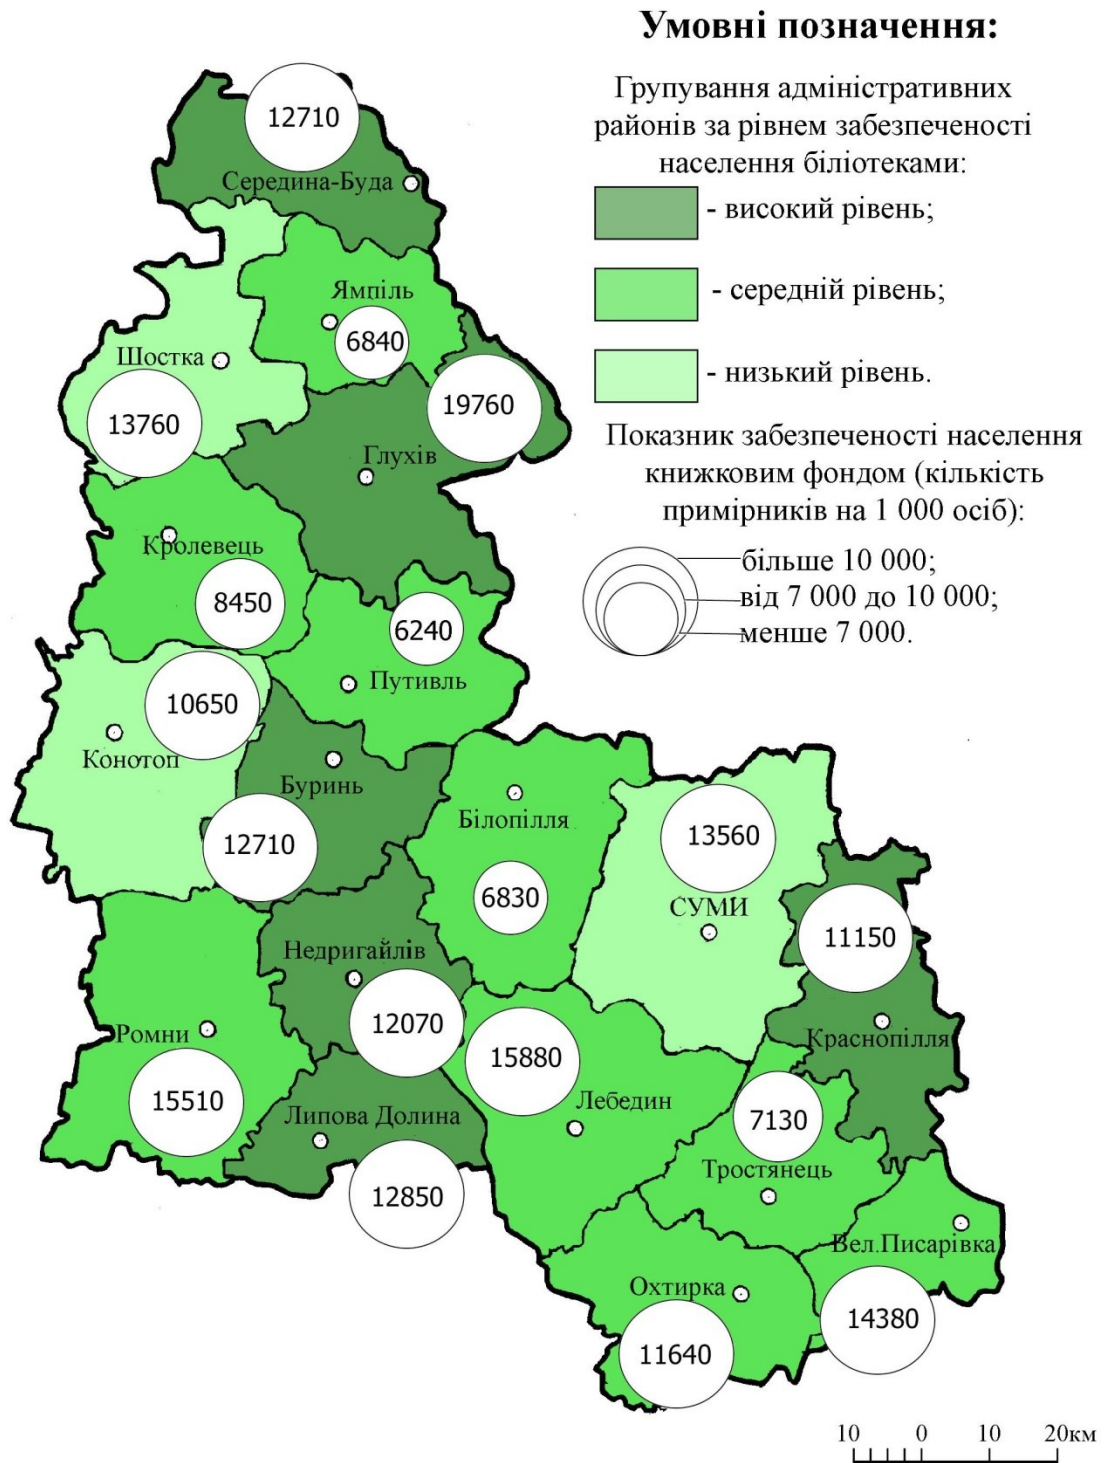 Умовні позначення:
Групування адміністративних
районів за рівнем забезпеченості
населення біліотеками:
- високий рівень;
- середній рівень;
- низький рівень.
Показник забезпеченості населення
книжковим фондом (кількість
примірників на 1 000 осіб):
більше 10 000;
від 7 000 до 10 000;
менше 7 000.
12710
Середина-Буда
Ямпіль
6840
Шостка
13760
19760
Глухів
Кролевець
8450
6240
Путивль
10650
Конотоп
Буринь
12710
Білопілля
6830
13560
СУМИ
11150
Краснопілля
Недригайлів
12070
Ромни
15510
15880
Лебедин
Липова Долина
12850
7130
Тростянець
Вел.Писарівка
14380
Охтирка
11640
10 0 10 20км